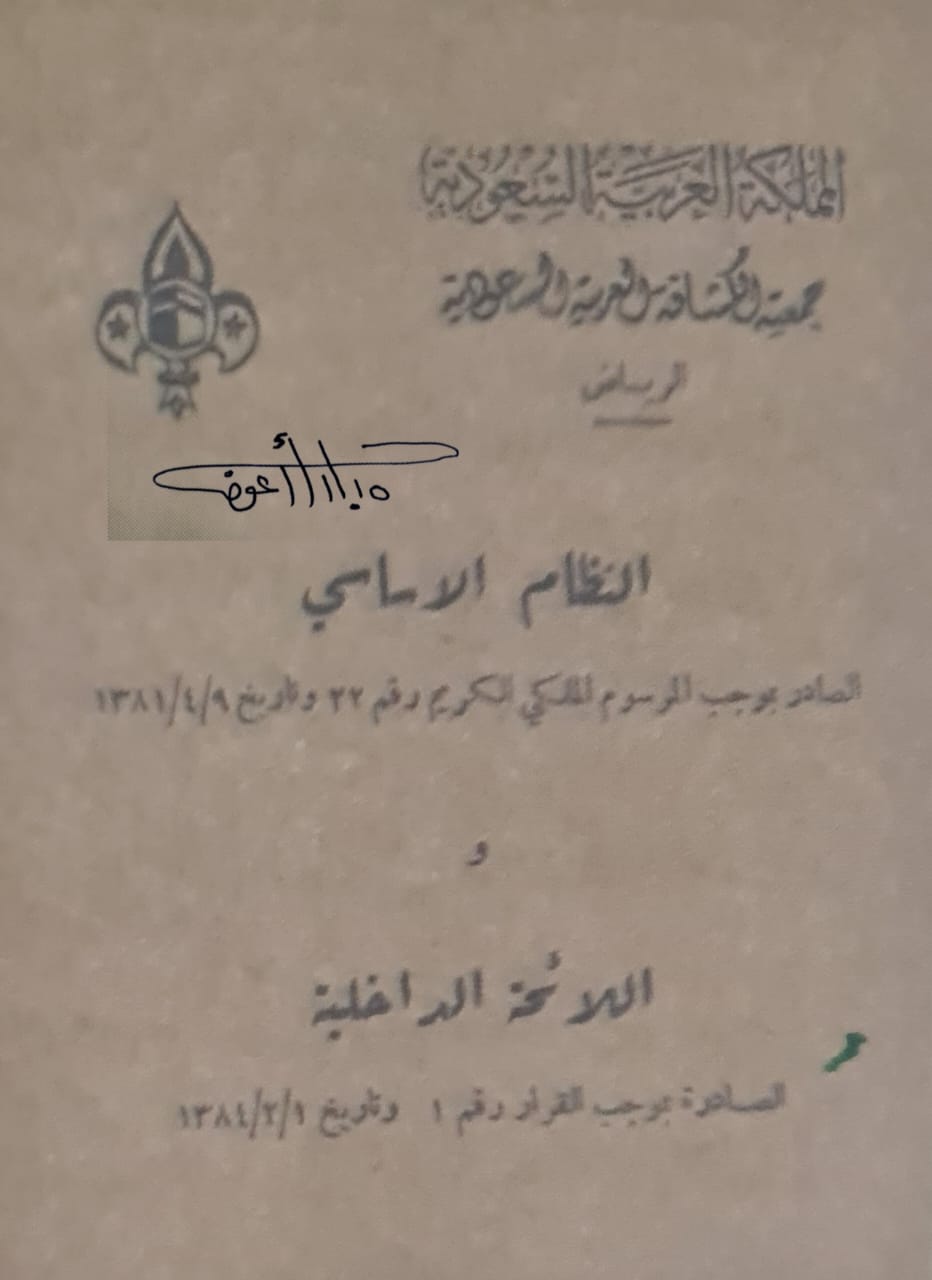 المملكة العربية السعودية
جمعية الكشافة العربية السعودية
الرياض
النظام الاساسي
الصادر بموجب المرسوم الملكي الكريم رقم ٢٢ وتاريخ ١٣٨١/٤/٩
و
اللائحة الداخلية
الصادرة بموجب القرار رقم ١ وتاريخ ١٣٨٤/٢/١